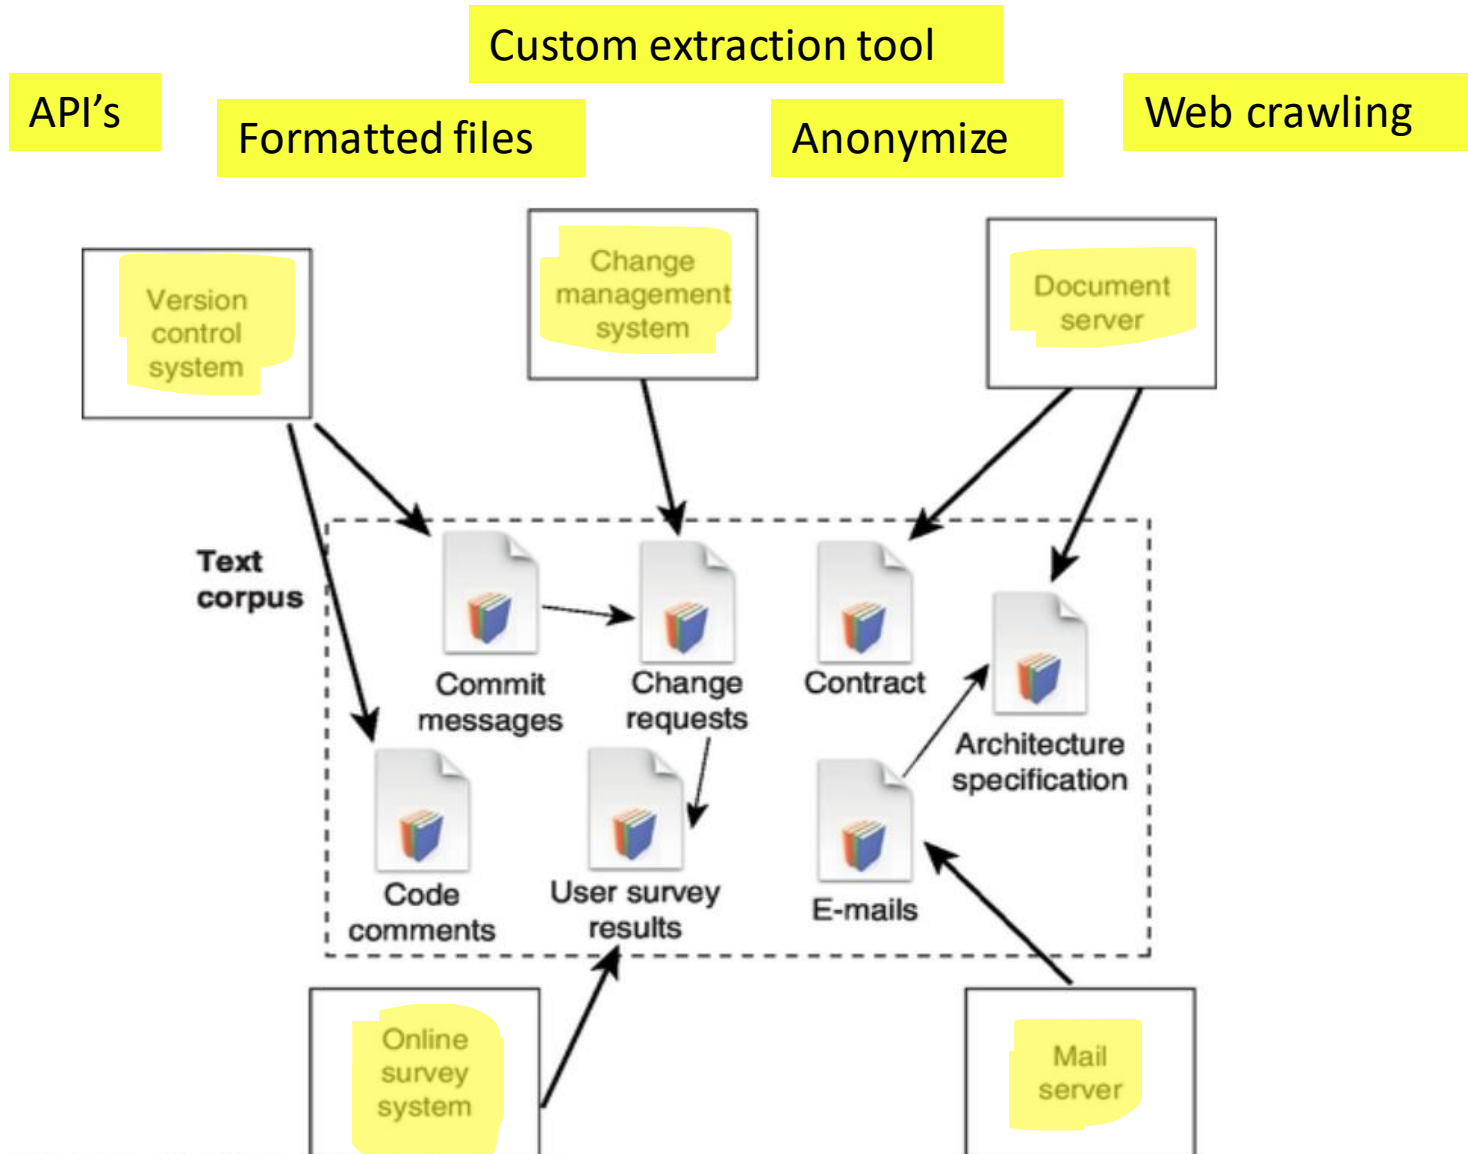 Custom extraction tool
API’s
Formatted files
Anonymize
Web crawling
Version
control
system
Change
management
system
Document
server
Text
corpus
Commit
messages
Change
requests
Contract
Architecture
specification
Code
comments
User survey
results
E-mails
Online
survey
system
Mail
server